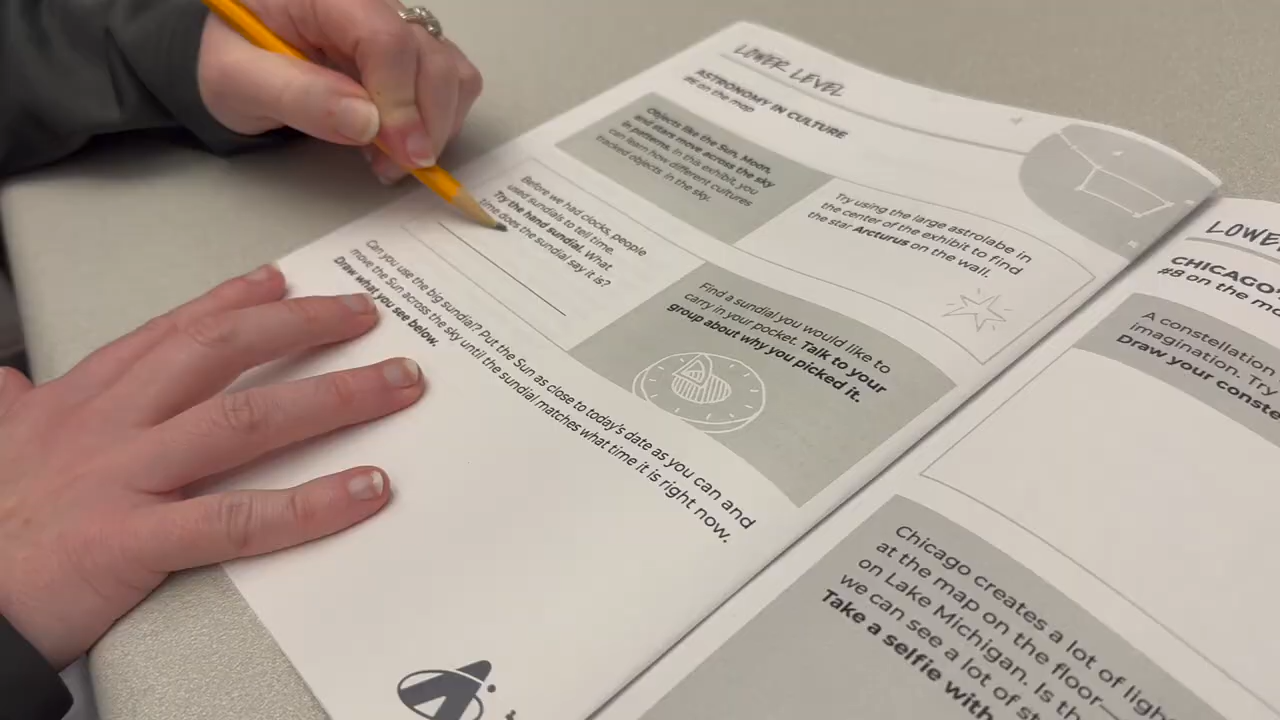 LOWER LEVEL
ASTRONOMY IN CULTURE
#6 on the map
Objects like the Sun, Moon,
and stars move across the sky
in patterns. In this exhibit, you
can learn how different cultures
tracked objects in the sky.
Try using the large astrolabe in
the center of the exhibit to find
the star Arcturus on the wall.
Before we had clocks, people
used sundials to tell time.
Try the hand sundial. What
time does the sundial say it is?
Find a sundial you would like to
carry in your pocket. Talk to your
group about why you picked it.
Can you use the big sundial? Put the Sun as close to today's date as you can and
move the Sun across the sky until the sundial matches what time it is right now.
Draw what you see below.
LOWE
CHICAGO'
#8 on the ma
A constellation
imagination. Try
Draw your conste
Chicago creates a lot of ligh
at the map on the floor—
on Lake Michigan. Is th
we can see a lot of st
Take a selfie with